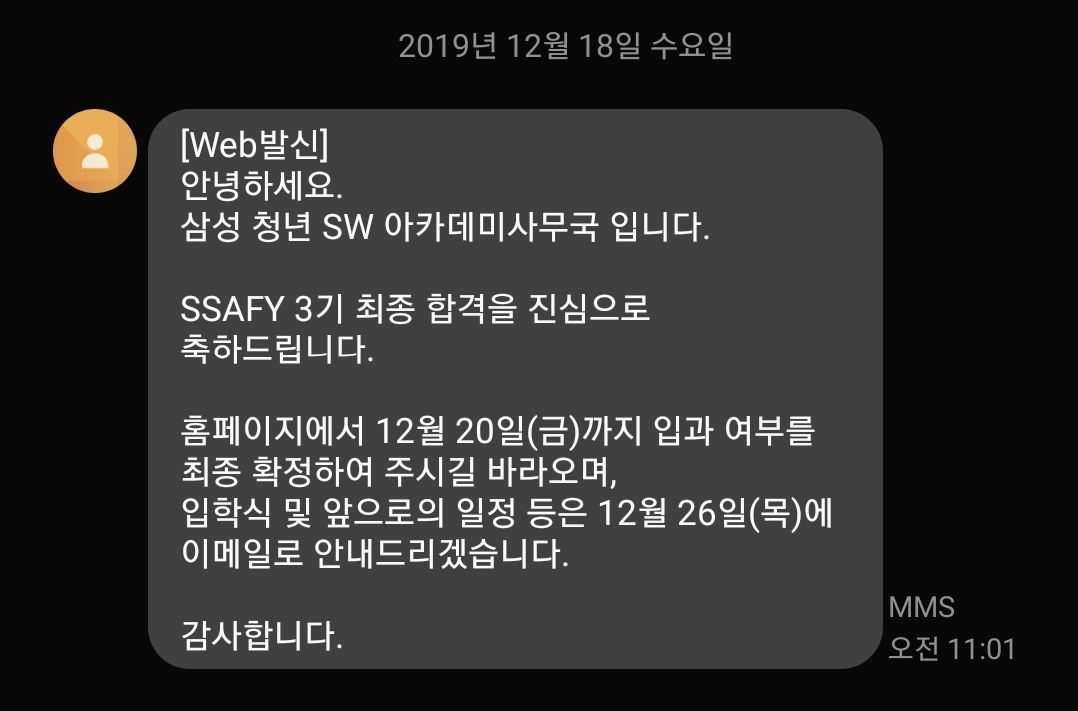 2019년 12월 18일 수요일
[Web발신]
안녕하세요.
삼성 청년 SW 아카데미사무국 입니다.
SSAFY 3기 최종 합격을 진심으로
축하드립니다.
홈페이지에서 12월 20일(금)까지 입과 여부를
최종 확정하여 주시길 바라오며,
입학식 및 앞으로의 일정 등은 12월 26일(목)에
이메일로 안내드리겠습니다.
감사합니다.
MMS
오전 11:01